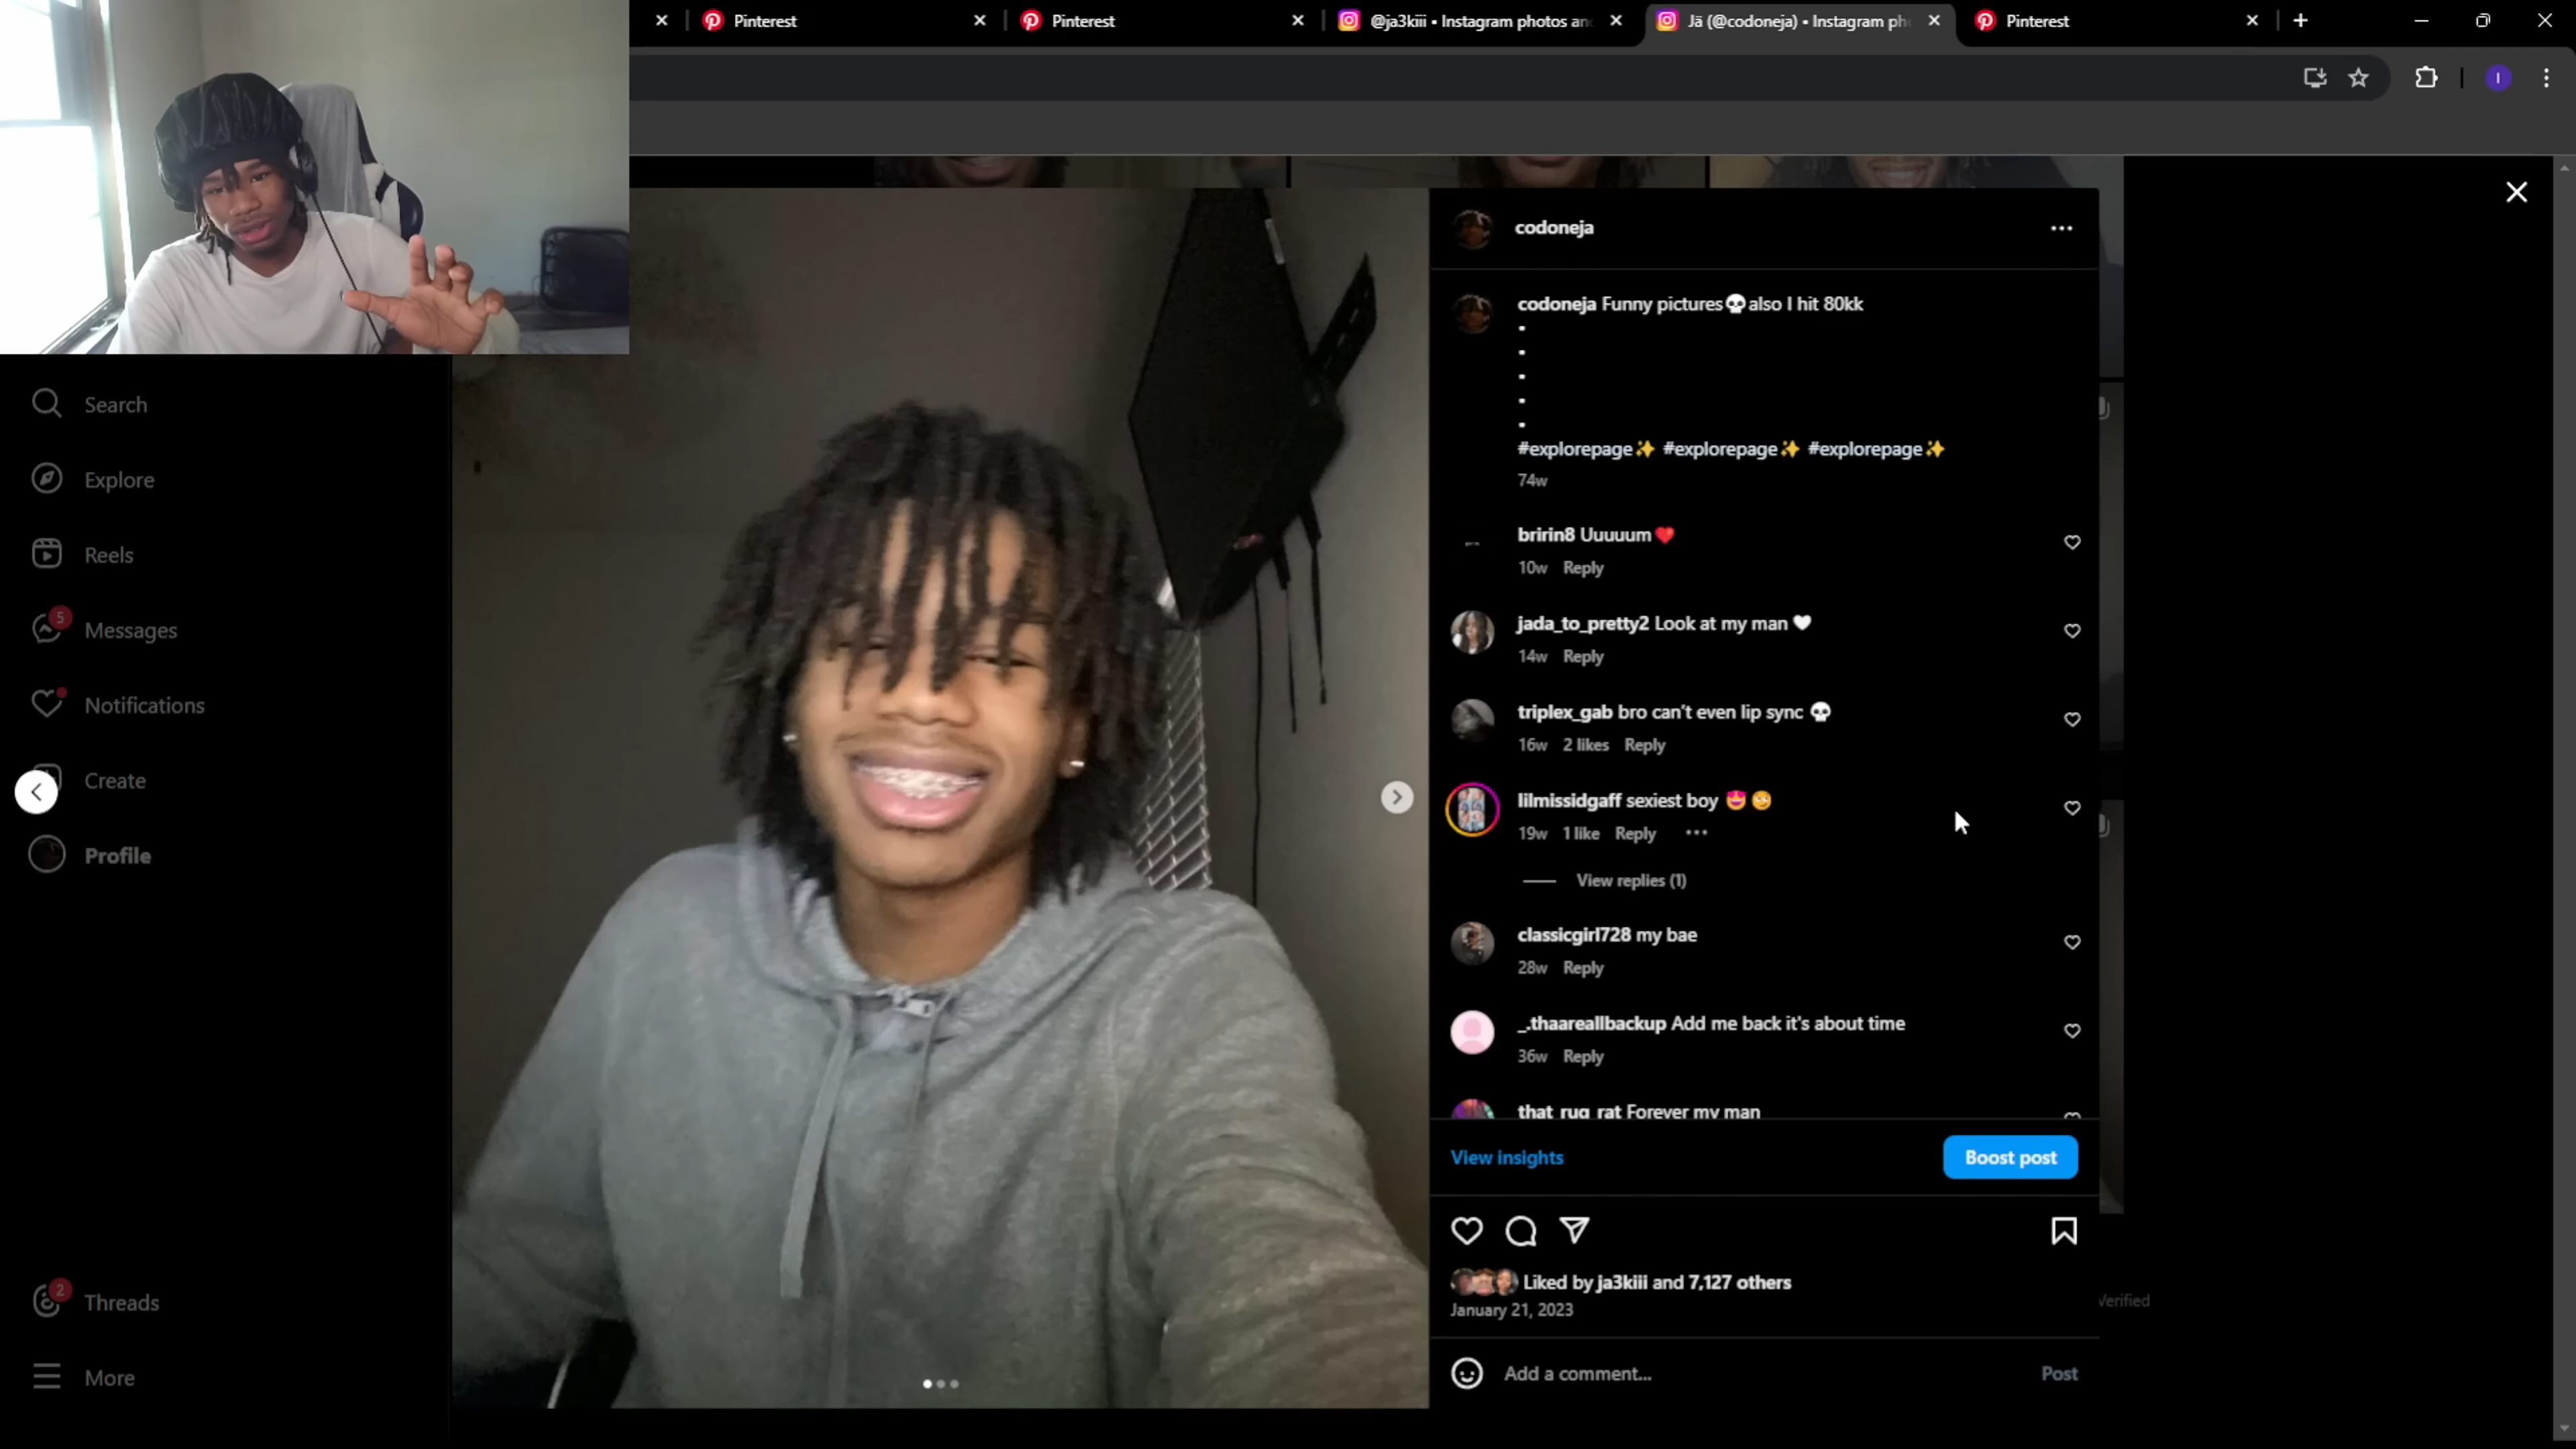 Pinterest
Pinterest
@ja3kiii • Instagram photos an
Jä (@codoneja) • Instagram ph
Pinterest
I
Search
Explore
Reels
5
Messages
Notifications
Create
Profile
2
Threads
More
codoneja
codoneja Funny pictures💀also I hit 80kk
•
•
•
•
•
#explorepage✨ #explorepage✨ #explorepage✨
74w
bririn8 Uuuuum❤️
10w Reply
jada_to_pretty2 Look at my man 🤍
14w Reply
triplex_gab bro can't even lip sync 💀
16w 2 likes Reply
lilmissidgaff sexiest boy 😍😳
19w 1 like Reply
View replies (1)
classicgirl728 my bae
28w Reply
_.thaareallbackup Add me back it's about time
36w Reply
that_rug_rat Forever my man
View insights
Boost post
Liked by ja3kiii and 7,127 others
January 21, 2023
Add a comment...
Post
Verified